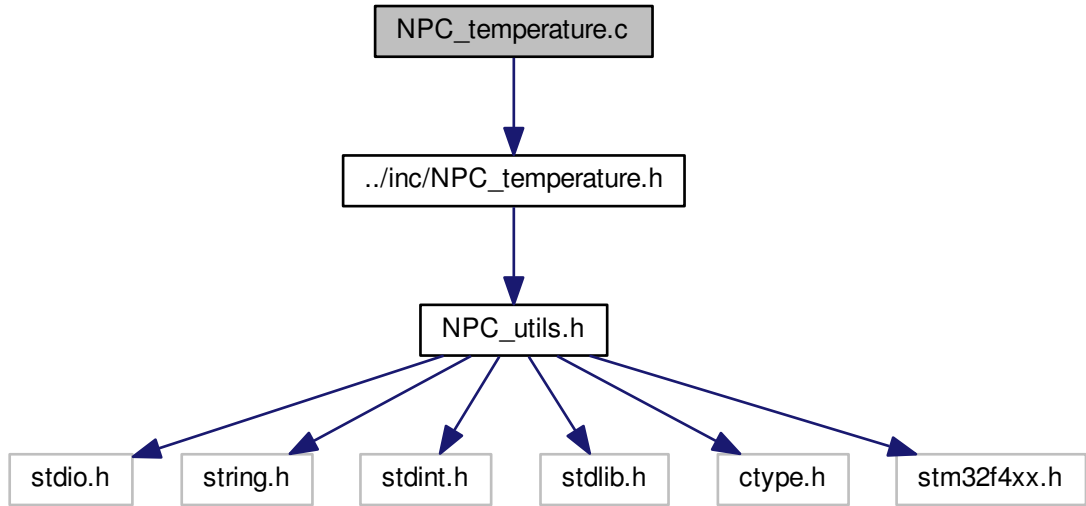 NPC_temperature.c
../inc/NPC_temperature.h
NPC_utils.h
stdio.h
string.h
stdint.h
stdlib.h
ctype.h
stm32f4xx.h